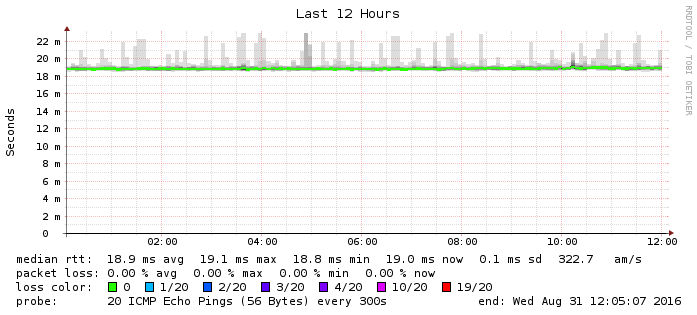 Last 12 Hours
RRDTOOL / TOBI OETIKER
Seconds
22 m
20 m
18 m
16 m
14 m
12 m
10 m
8 m
6 m
4 m
2 m
0
02:00 04:00 06:00 08:00 10:00 12:00
median rtt: 18.9 ms avg 19.1 ms max 18.8 ms min 19.0 ms now 0.1 ms sd 322.7 am/s
packet loss: 0.00 % avg 0.00 % max 0.00 % min 0.00 % now
loss color: 0 1/20 2/20 3/20 4/20 10/20 19/20
probe: 20 ICMP Echo Pings (56 Bytes) every 300s end: Wed Aug 31 12:05:07 2016